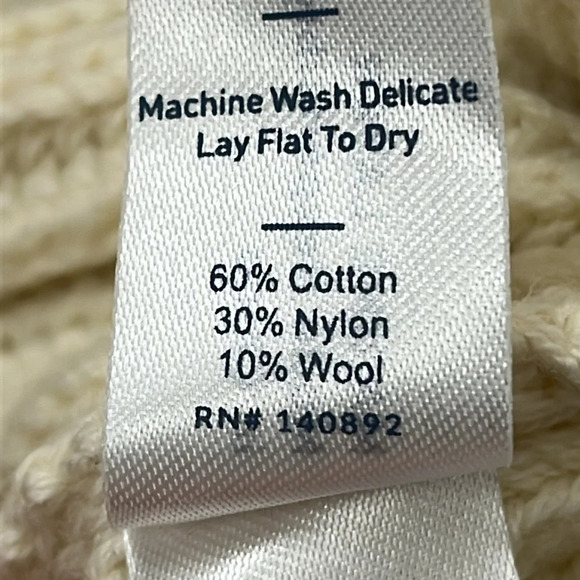 Machine Wash Delicate
Lay Flat To Dry
60% Cotton
30% Nylon
10% Wool
RN# 140892